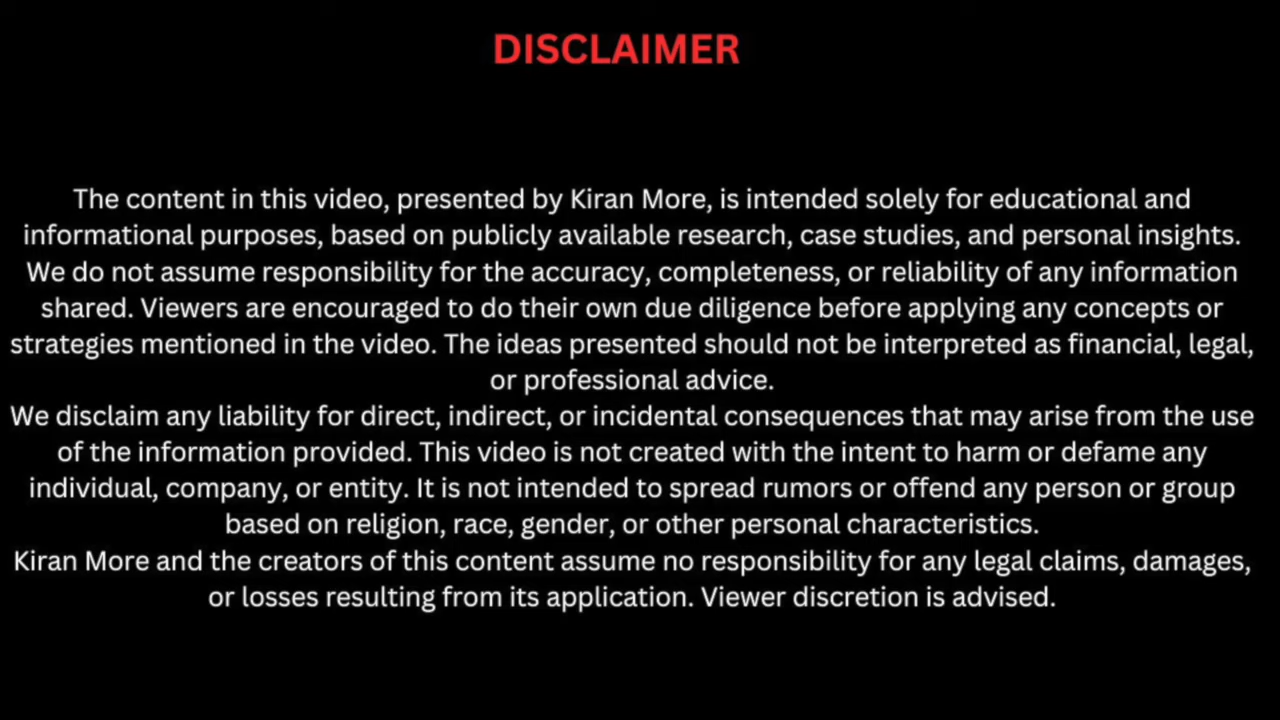 DISCLAIMER
The content in this video, presented by Kiran More, is intended solely for educational and
informational purposes, based on publicly available research, case studies, and personal insights.
We do not assume responsibility for the accuracy, completeness, or reliability of any information
shared. Viewers are encouraged to do their own due diligence before applying any concepts or
strategies mentioned in the video. The ideas presented should not be interpreted as financial, legal,
or professional advice.
We disclaim any liability for direct, indirect, or incidental consequences that may arise from the use
of the information provided. This video is not created with the intent to harm or defame any
individual, company, or entity. It is not intended to spread rumors or offend any person or group
based on religion, race, gender, or other personal characteristics.
Kiran More and the creators of this content assume no responsibility for any legal claims, damages,
or losses resulting from its application. Viewer discretion is advised.